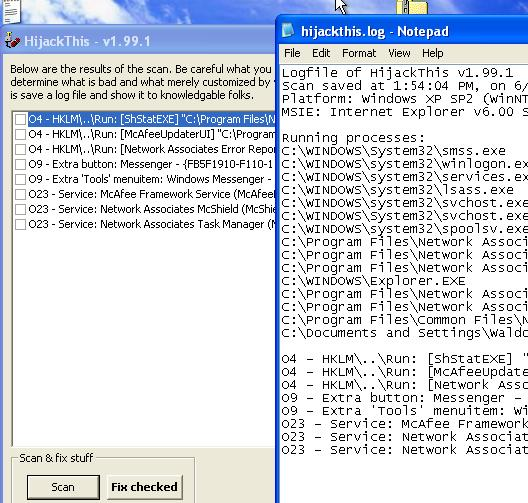 HijackThis - v1.99.1
Below are the results of the scan. Be careful what you
determine what is bad and what merely customized by
is save a log file and show it to knowledgable folks.
O4 - HKLM\..\Run: [ShStatEXE] "C:\Program Files\N
O4 - HKLM\..\Run: [McAfeeUpdaterUI] "C:\Program
O4 - HKLM\..\Run: [Network Associates Error Repor
O9 - Extra button: Messenger - {FB5F1910-F110-1
O9 - Extra 'Tools' menuitem: Windows Messenger -
O23 - Service: McAfee Framework Service (McAfee
O23 - Service: Network Associates McShield (McShie
O23 - Service: Network Associates Task Manager (M
Scan & fix stuff
Scan
Fix checked
hijackthis.log - Notepad
File Edit Format View Help
Logfile of HijackThis v1.99.1
Scan saved at 1:54:04 PM, on 6/
Platform: Windows XP SP2 (WinNT
MSIE: Internet Explorer v6.00 S
Running processes:
C:\WINDOWS\System32\smss.exe
C:\WINDOWS\system32\winlogon.ex
C:\WINDOWS\system32\services.ex
C:\WINDOWS\system32\lsass.exe
C:\WINDOWS\system32\svchost.exe
C:\WINDOWS\System32\svchost.exe
C:\WINDOWS\system32\spoolsv.exe
C:\Program Files\Network Associ
C:\Program Files\Network Associ
C:\Program Files\Network Associ
C:\WINDOWS\Explorer.EXE
C:\Program Files\Network Associ
C:\Program Files\Network Associ
C:\Program Files\Common Files\N
C:\Documents and Settings\Waldo
O4 - HKLM\..\Run: [ShStatEXE] "
O4 - HKLM\..\Run: [McAfeeUpdate
O4 - HKLM\..\Run: [Network Asso
O9 - Extra button: Messenger -
O9 - Extra 'Tools' menuitem: Wi
O23 - Service: McAfee Framework
O23 - Service: Network Associat
O23 - Service: Network Associat